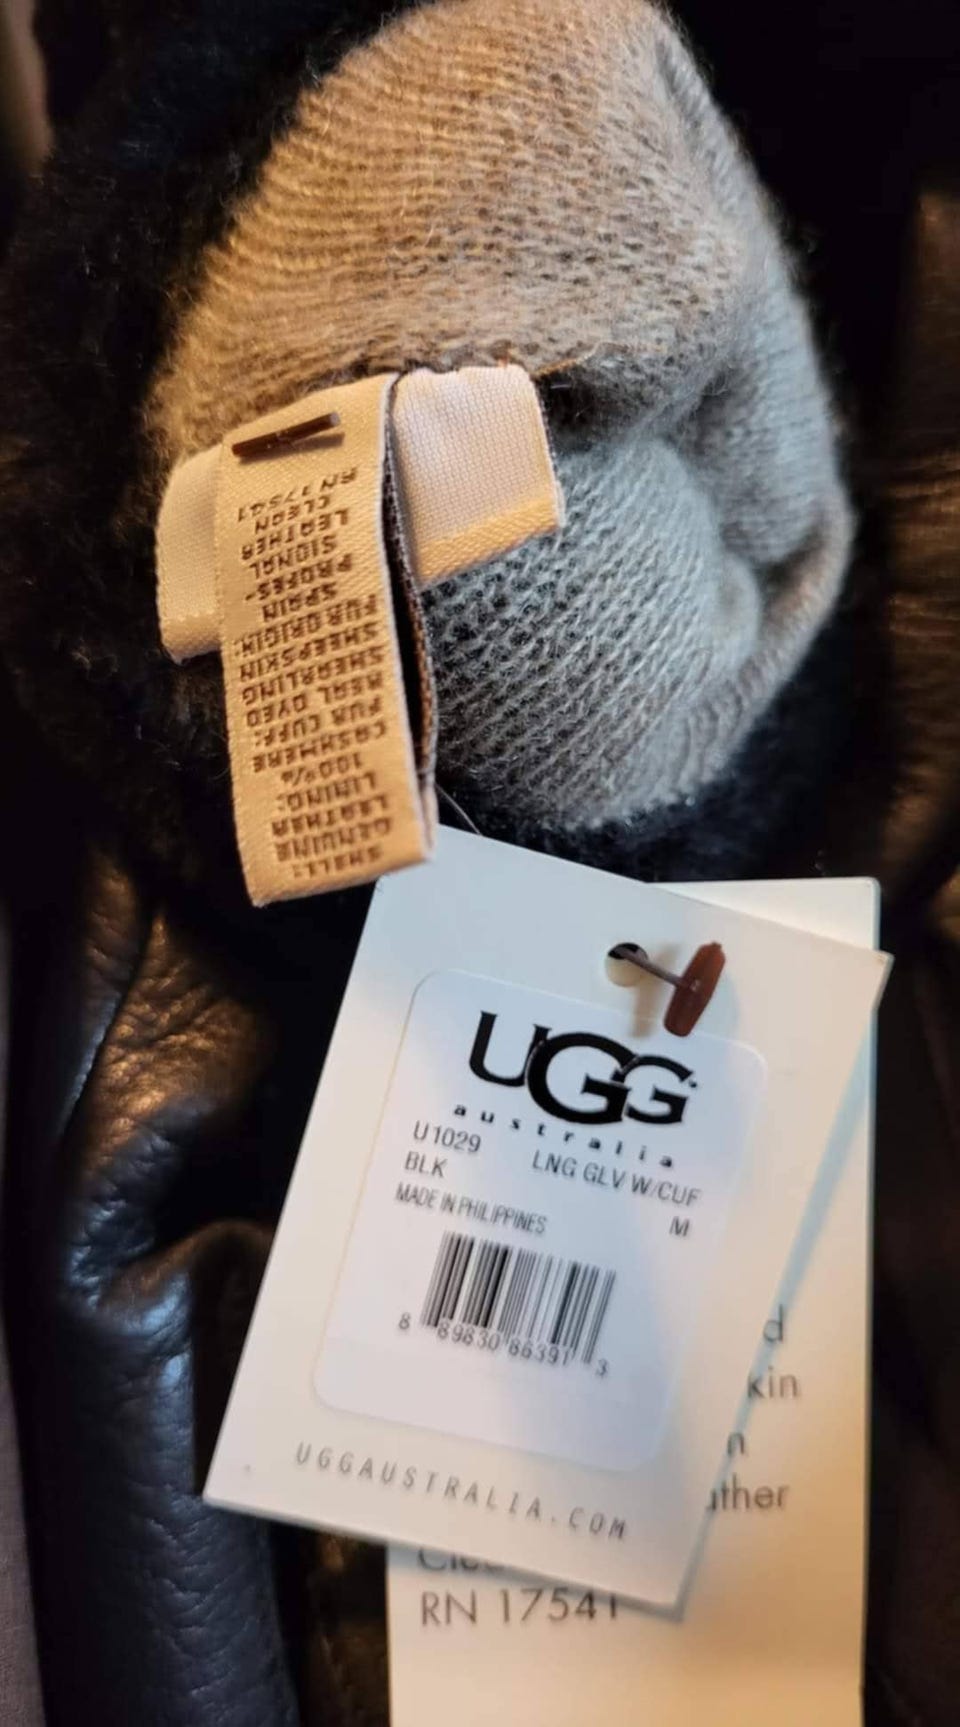 SHELL:
GENUINE
LEATHER
LINING:
100%
CASHMERE
FUR CUFF:
REAL DYED
SHEARLING
SHEEPSKIN
FUR ORIGIN:
SPAIN
PROFES-
SIONAL
LEATHER
CLEAN
RN 17541
UGG
australia
U1029 LNG GLV W/CUF
BLK M
MADE IN PHILIPPINES
8 89830 86391 3
UGGAUSTRALIA.COM
RN 17541